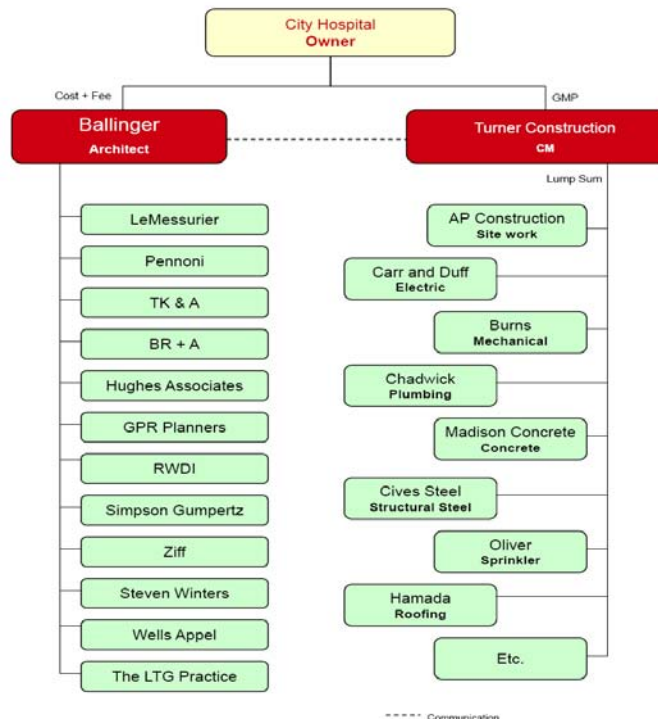 City Hospital
Owner
Cost + Fee
GMP
Ballinger
Architect
Turner Construction
CM
Lump Sum
LeMessurier
Pennoni
TK & A
BR + A
Hughes Associates
GPR Planners
RWDI
Simpson Gumpertz
Ziff
Steven Winters
Wells Appel
The LTG Practice
AP Construction
Site work
Carr and Duff
Electric
Burns
Mechanical
Chadwick
Plumbing
Madison Concrete
Concrete
Cives Steel
Structural Steel
Oliver
Sprinkler
Hamada
Roofing
Etc.
Communication